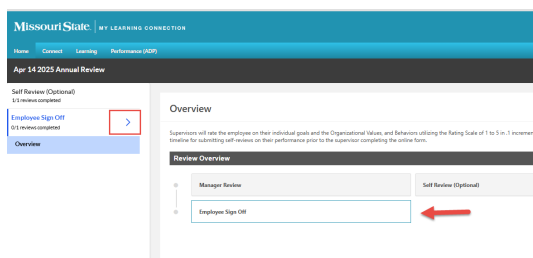 Missouri State | MY LEARNING CONNECTION
Home Connect Learning Performance (ADP)
Apr 14 2025 Annual Review
Self Review (Optional)
1/1 reviews completed
Employee Sign Off
0/1 reviews completed
Overview
Overview
Supervisors will rate the employee on their individual goals and the Organizational Values, and Behaviors utilizing the Rating Scale of 1 to 5 in .1 incremen
timeline for submitting self-reviews on their performance prior to the supervisor completing the online form.
Review Overview
Manager Review Self Review (Optional)
Employee Sign Off